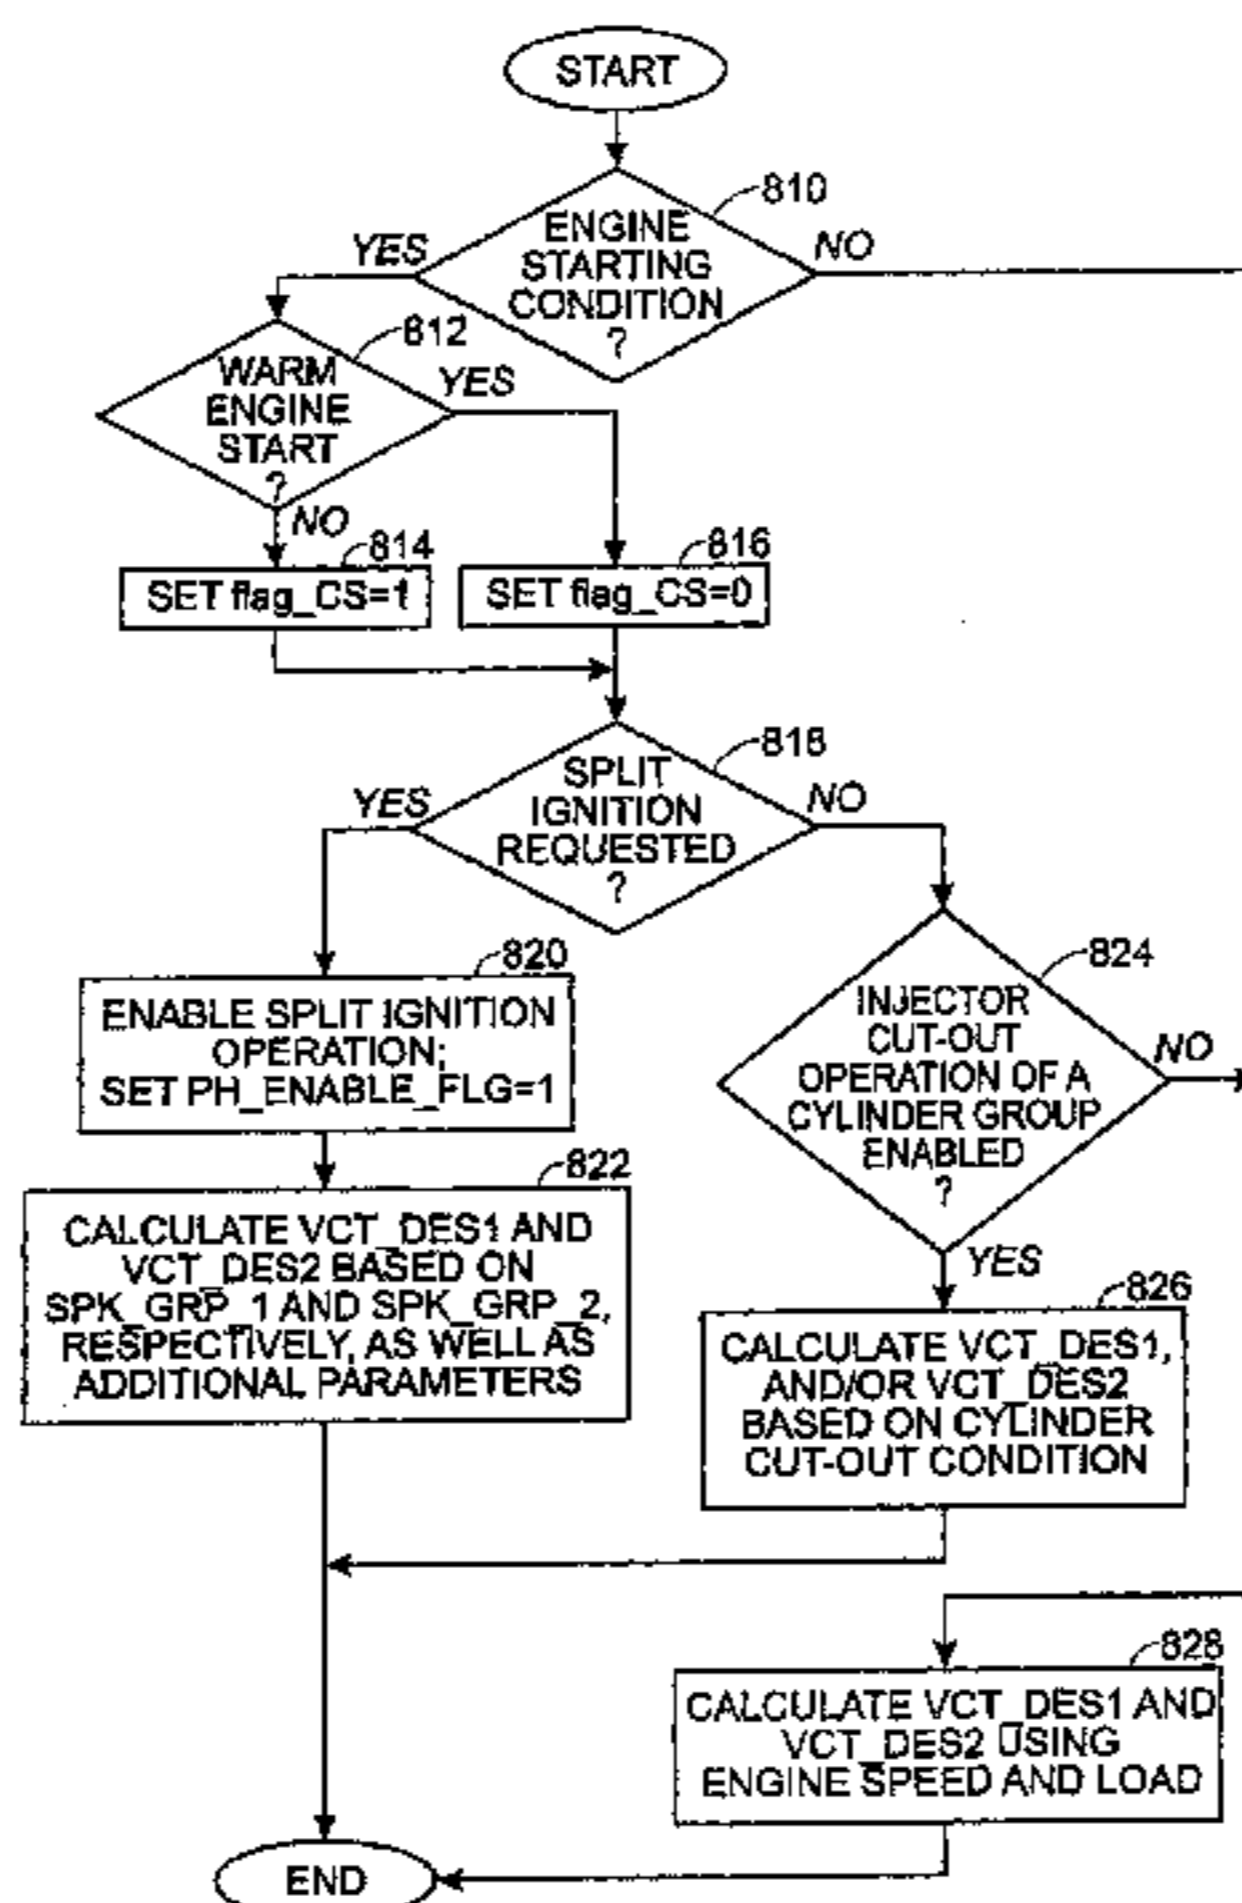 START
810
ENGINE
STARTING
CONDITION
?
YES
NO
812
WARM
ENGINE
START
?
YES
NO
814
SET flag_CS=1
816
SET flag_CS=0
818
SPLIT
IGNITION
REQUESTED
?
YES
NO
820
ENABLE SPLIT IGNITION
OPERATION;
SET PH_ENABLE_FLG=1
824
INJECTOR
CUT-OUT
OPERATION OF A
CYLINDER GROUP
ENABLED
?
NO
YES
822
CALCULATE VCT_DES1 AND
VCT_DES2 BASED ON
SPK_GRP_1 AND SPK_GRP_2,
RESPECTIVELY, AS WELL AS
ADDITIONAL PARAMETERS
826
CALCULATE VCT_DES1,
AND/OR VCT_DES2
BASED ON CYLINDER
CUT-OUT CONDITION
828
CALCULATE VCT_DES1 AND
VCT_DES2 USING
ENGINE SPEED AND LOAD
END